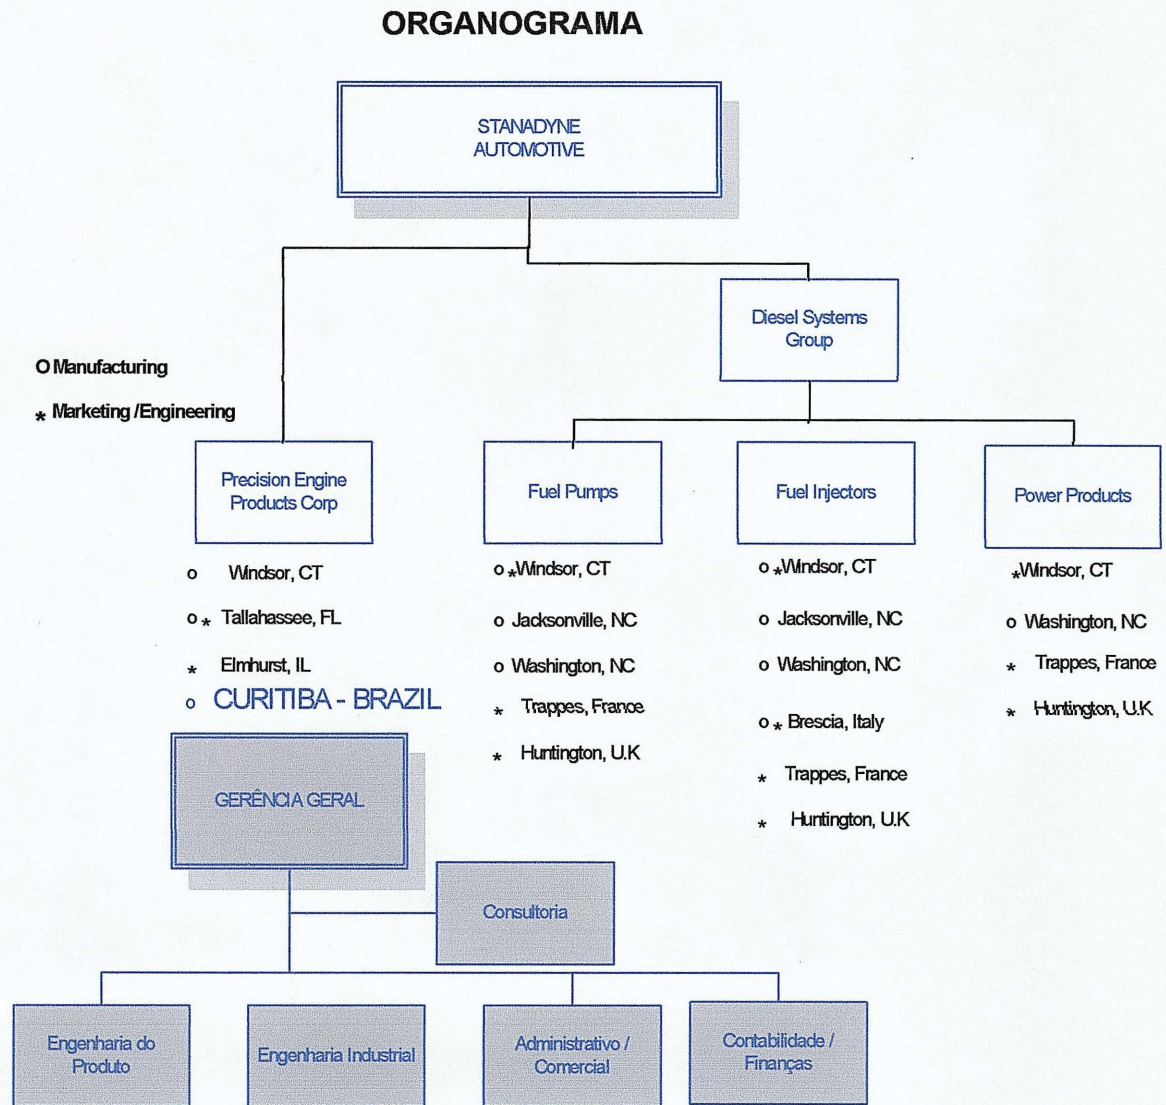 ORGANOGRAMA
STANADYNE
AUTOMOTIVE
Diesel Systems
Group
O Manufacturing
* Marketing /Engineering
Precision Engine
Products Corp
Fuel Pumps
Fuel Injectors
Power Products
o Windsor, CT
o * Tallahassee, FL
* Elmhurst, IL
o CURITIBA - BRAZIL
o *Windsor, CT
o Jacksonville, NC
o Washington, NC
* Trappes, France
* Huntington, U.K
o *Windsor, CT
o Jacksonville, NC
o Washington, NC
o * Brescia, Italy
* Trappes, France
* Huntington, U.K
*Windsor, CT
o Washington, NC
* Trappes, France
* Huntington, U.K
GERÊNCIA GERAL
Consultoria
Engenharia do
Produto
Engenharia Industrial
Administrativo /
Comercial
Contabilidade /
Finanças